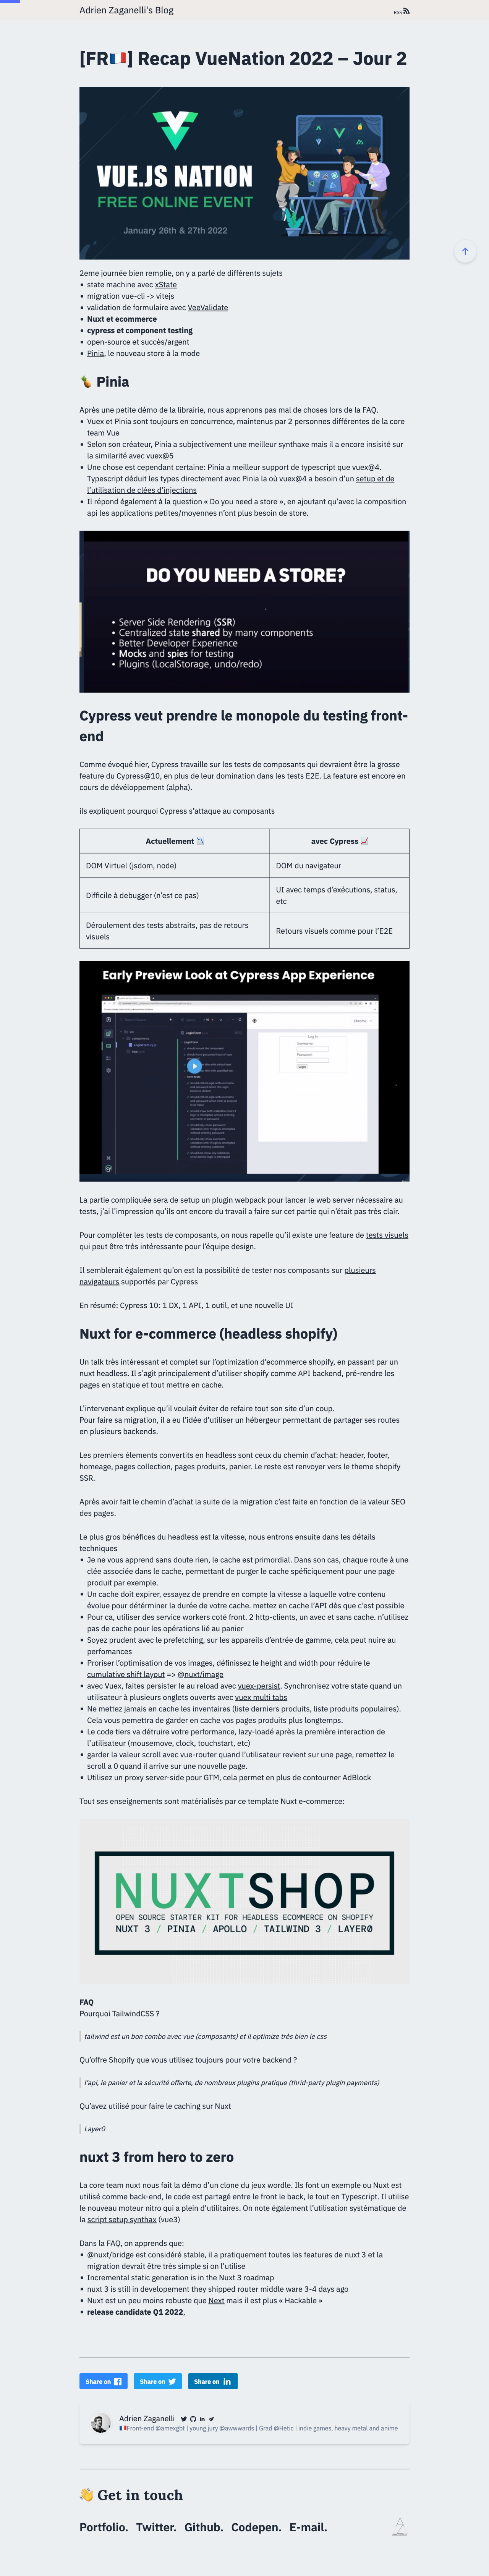 Adrien Zaganelli's Blog
RSS
[FR🇫🇷] Recap VueNation 2022 – Jour 2
VUE.JS NATION
FREE ONLINE EVENT
January 26th & 27th 2022
2eme journée bien remplie, on y a parlé de différents sujets
• state machine avec xState
• migration vue-cli -> vitejs
• validation de formulaire avec VeeValidate
• Nuxt et ecommerce
• cypress et component testing
• open-source et succès/argent
• Pinia, le nouveau store à la mode
🍍 Pinia
Après une petite démo de la librairie, nous apprenons pas mal de choses lors de la FAQ.
• Vuex et Pinia sont toujours en concurrence, maintenus par 2 personnes différentes de la core
team Vue
• Selon son créateur, Pinia a subjectivement une meilleur synthaxe mais il a encore insisité sur
la similarité avec vuex@5
• Une chose est cependant certaine: Pinia a meilleur support de typescript que vuex@4.
Typescript déduit les types directement avec Pinia la où vuex@4 a besoin d'un setup et de
l'utilisation de clées d'injections
• Il répond également à la question « Do you need a store », en ajoutant qu'avec la composition
api les applications petites/moyennes n'ont plus besoin de store.
DO YOU NEED A STORE?
• Server Side Rendering (SSR)
• Centralized state shared by many components
• Better Developer Experience
• Mocks and spies for testing
• Plugins (LocalStorage, undo/redo)
Cypress veut prendre le monopole du testing front-
end
Comme évoqué hier, Cypress travaille sur les tests de composants qui devraient être la grosse
feature du Cypress@10, en plus de leur domination dans les tests E2E. La feature est encore en
cours de dévéloppement (alpha).
ils expliquent pourquoi Cypress s'attaque au composants
Actuellement 📉 avec Cypress 📈
DOM Virtuel (jsdom, node) DOM du navigateur
Difficile à debugger (n'est ce pas) UI avec temps d'exécutions, status,
etc
Déroulement des tests abstraits, pas de retours
visuels
Retours visuels comme pour l'E2E
Early Preview Look at Cypress App Experience
La partie compliquée sera de setup un plugin webpack pour lancer le web server nécessaire au
tests, j'ai l'impression qu'ils ont encore du travail a faire sur cet partie qui n'était pas très clair.
Pour compléter les tests de composants, on nous rapelle qu'il existe une feature de tests visuels
qui peut être très intéressante pour l'équipe design.
Il semblerait également qu'on est la possibilité de tester nos composants sur plusieurs
navigateurs supportés par Cypress
En résumé: Cypress 10: 1 DX, 1 API, 1 outil, et une nouvelle UI
Nuxt for e-commerce (headless shopify)
Un talk très intéressant et complet sur l'optimization d'ecommerce shopify, en passant par un
nuxt headless. Il s'agit principalement d'utiliser shopify comme API backend, pré-rendre les
pages en statique et tout mettre en cache.
L'intervenant explique qu'il voulait éviter de refaire tout son site d'un coup.
Pour faire sa migration, il a eu l'idée d'utiliser un hébergeur permettant de partager ses routes
en plusieurs backends.
Les premiers élements convertits en headless sont ceux du chemin d'achat: header, footer,
homeage, pages collection, pages produits, panier. Le reste est renvoyer vers le theme shopify
SSR.
Après avoir fait le chemin d'achat la suite de la migration c'est faite en fonction de la valeur SEO
des pages.
Le plus gros bénéfices du headless est la vitesse, nous entrons ensuite dans les détails
techniques
• Je ne vous apprend sans doute rien, le cache est primordial. Dans son cas, chaque route à une
clée associée dans le cache, permettant de purger le cache spéficiquement pour une page
produit par exemple.
• Un cache doit expirer, essayez de prendre en compte la vitesse a laquelle votre contenu
évolue pour détérminer la durée de votre cache. mettez en cache l'API dès que c'est possible
• Pour ca, utiliser des service workers coté front. 2 http-clients, un avec et sans cache. n'utilisez
pas de cache pour les opérations lié au panier
• Soyez prudent avec le prefetching, sur les appareils d'entrée de gamme, cela peut nuire au
perfomances
• Proriser l'optimisation de vos images, définissez le height and width pour réduire le
cumulative shift layout => @nuxt/image
• avec Vuex, faites persister le au reload avec vuex-persist. Synchronisez votre state quand un
utilisateur à plusieurs onglets ouverts avec vuex multi tabs
• Ne mettez jamais en cache les inventaires (liste derniers produits, liste produits populaires).
Cela vous pemettra de garder en cache vos pages produits plus longtemps.
• Le code tiers va détruire votre performance, lazy-loadé après la première interaction de
l'utilisateur (mousemove, clock, touchstart, etc)
• garder la valeur scroll avec vue-router quand l'utilisateur revient sur une page, remettez le
scroll a 0 quand il arrive sur une nouvelle page.
• Utilisez un proxy server-side pour GTM, cela permet en plus de contourner AdBlock
Tout ses enseignements sont matérialisés par ce template Nuxt e-commerce:
NUXTSHOP
OPEN SOURCE STARTER KIT FOR HEADLESS ECOMMERCE ON SHOPIFY
NUXT 3 / PINIA / APOLLO / TAILWIND 3 / LAYER0
FAQ
Pourquoi TailwindCSS ?
tailwind est un bon combo avec vue (composants) et il optimize très bien le css
Qu'offre Shopify que vous utilisez toujours pour votre backend ?
l'api, le panier et la sécurité offerte, de nombreux plugins pratique (thrid-party plugin payments)
Qu'avez utilisé pour faire le caching sur Nuxt
Layer0
nuxt 3 from hero to zero
La core team nuxt nous fait la démo d'un clone du jeux wordle. Ils font un exemple ou Nuxt est
utilisé comme back-end, le code est partagé entre le front le back, le tout en Typescript. Il utilise
le nouveau moteur nitro qui a plein d'utilitaires. On note également l'utilisation systématique de
la script setup synthax (vue3)
Dans la FAQ, on apprends que:
• @nuxt/bridge est considéré stable, il a pratiquement toutes les features de nuxt 3 et la
migration devrait être très simple si on l'utilise
• Incremental static generation is in the Nuxt 3 roadmap
• nuxt 3 is still in developement they shipped router middle ware 3-4 days ago
• Nuxt est un peu moins robuste que Next mais il est plus « Hackable »
• release candidate Q1 2022,
Share on Share on Share on
Adrien Zaganelli
🇫🇷Front-end @amexgbt | young jury @awwwards | Grad @Hetic | indie games, heavy metal and anime
👋 Get in touch
Portfolio. Twitter. Github. Codepen. E-mail.